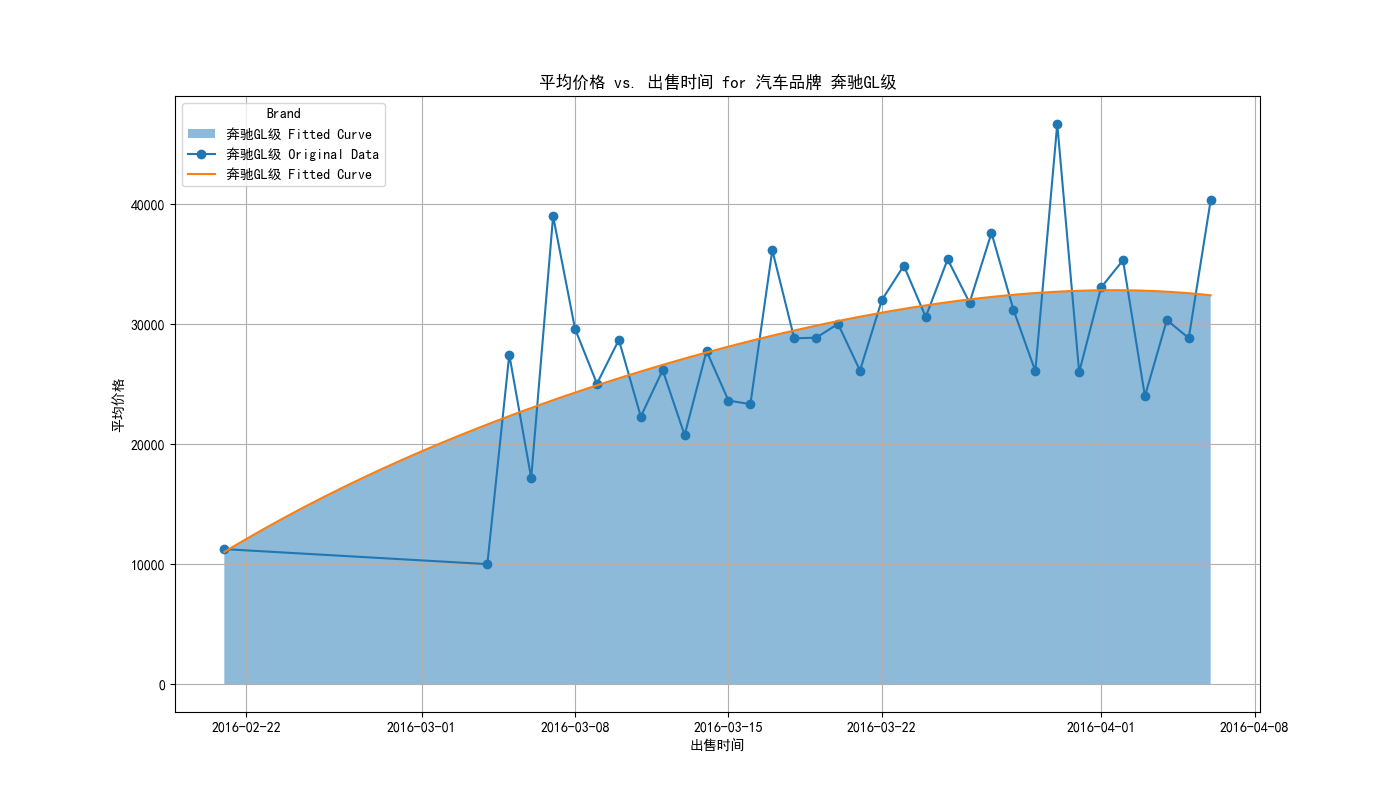 平均价格 vs. 出售时间 for 汽车品牌 奔驰GL级
Brand
奔驰GL级 Fitted Curve
奔驰GL级 Original Data
奔驰GL级 Fitted Curve
平均价格
40000
30000
20000
10000
0
2016-02-22
2016-03-01
2016-03-08
2016-03-15
2016-03-22
2016-04-01
2016-04-08
出售时间